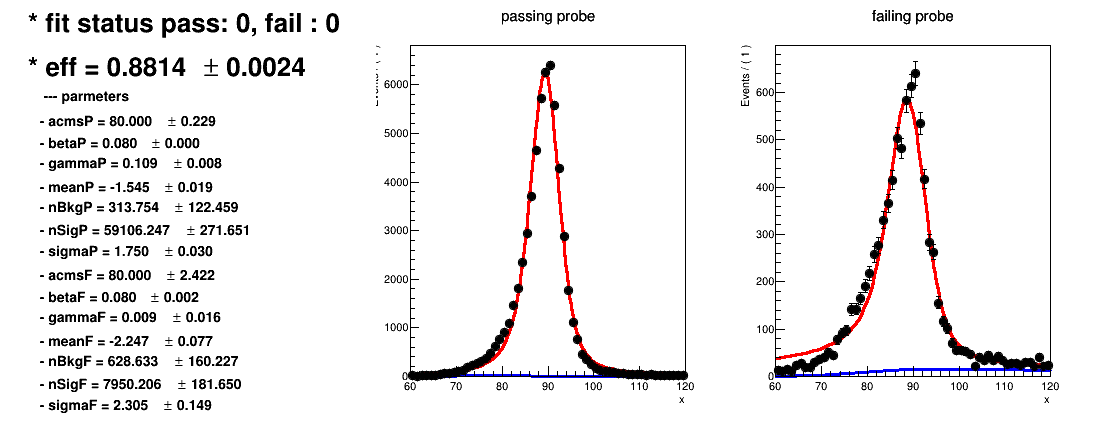 * fit status pass: 0, fail : 0
* eff = 0.8814 ± 0.0024
--- parmeters
- acmsP = 80.000 ± 0.229
- betaP = 0.080 ± 0.000
- gammaP = 0.109 ± 0.008
- meanP = -1.545 ± 0.019
- nBkgP = 313.754 ± 122.459
- nSigP = 59106.247 ± 271.651
- sigmaP = 1.750 ± 0.030
- acmsF = 80.000 ± 2.422
- betaF = 0.080 ± 0.002
- gammaF = 0.009 ± 0.016
- meanF = -2.247 ± 0.077
- nBkgF = 628.633 ± 160.227
- nSigF = 7950.206 ± 181.650
- sigmaF = 2.305 ± 0.149
passing probe
6000
5000
4000
3000
2000
1000
0
60 70 80 90 100 110 120
x
failing probe
Events / ( 1 )
600
500
400
300
200
100
0
60 70 80 90 100 110 120
x